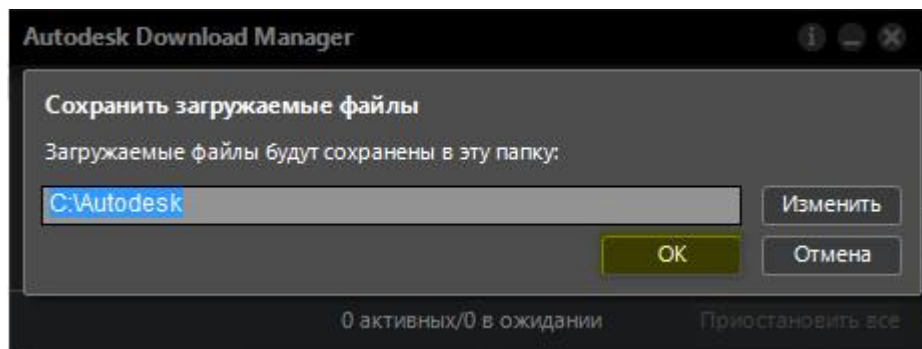 Autodesk Download Manager
Сохранить загружаемые файлы
Загружаемые файлы будут сохранены в эту папку:
C:\Autodesk
Изменить
OK
Отмена
0 активных/0 в ожидании
Приостановить все